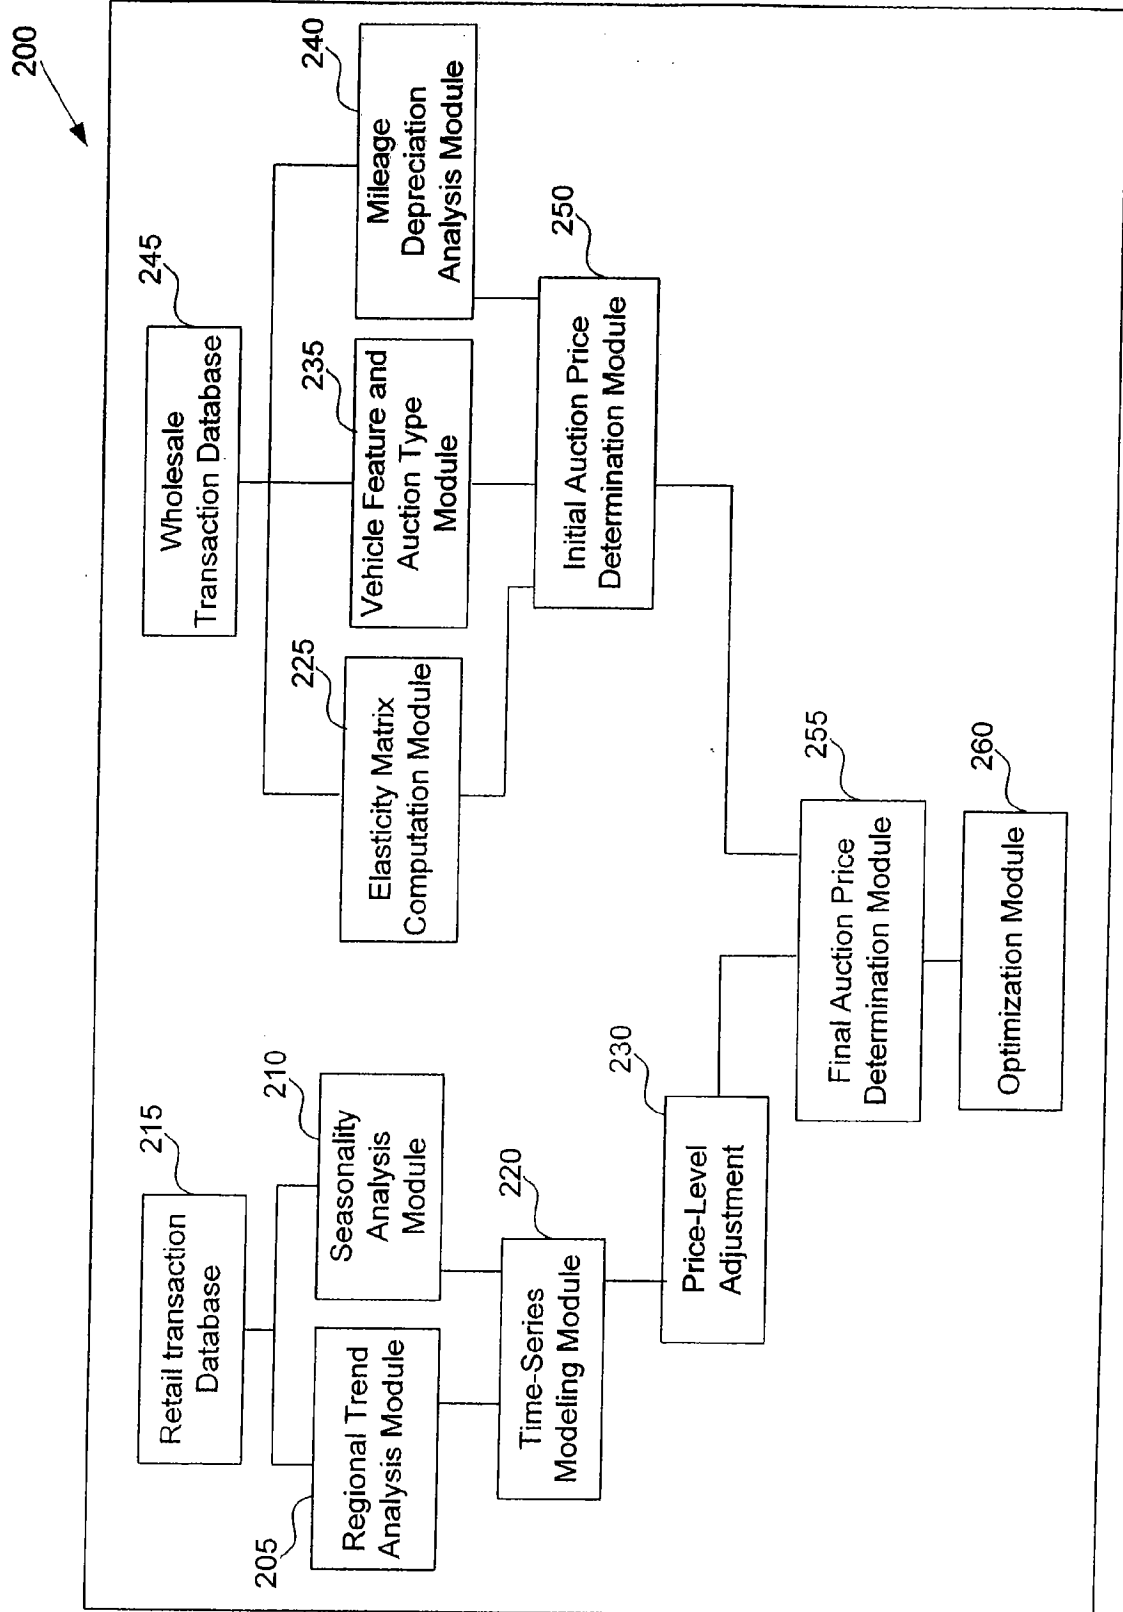 200
215
Retail transaction
Database
205
Regional Trend
Analysis Module
210
Seasonality
Analysis
Module
220
Time-Series
Modeling Module
230
Price-Level
Adjustment
245
Wholesale
Transaction Database
225
Elasticity Matrix
Computation Module
235
Vehicle Feature and
Auction Type
Module
240
Mileage
Depreciation
Analysis Module
250
Initial Auction Price
Determination Module
255
Final Auction Price
Determination Module
260
Optimization Module